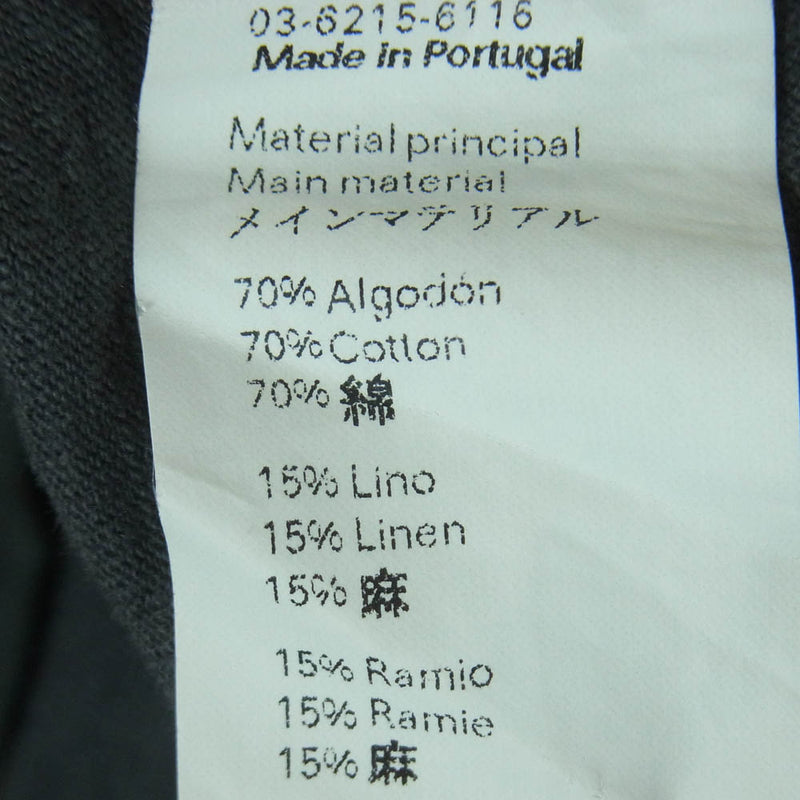 03-6215-6116
Made in Portugal
Material principal
Main material
メインマテリアル
70% Algodón
70% Cotton
70% 綿
15% Lino
15% Linen
15% 麻
15% Ramio
15% Ramie
15% 麻